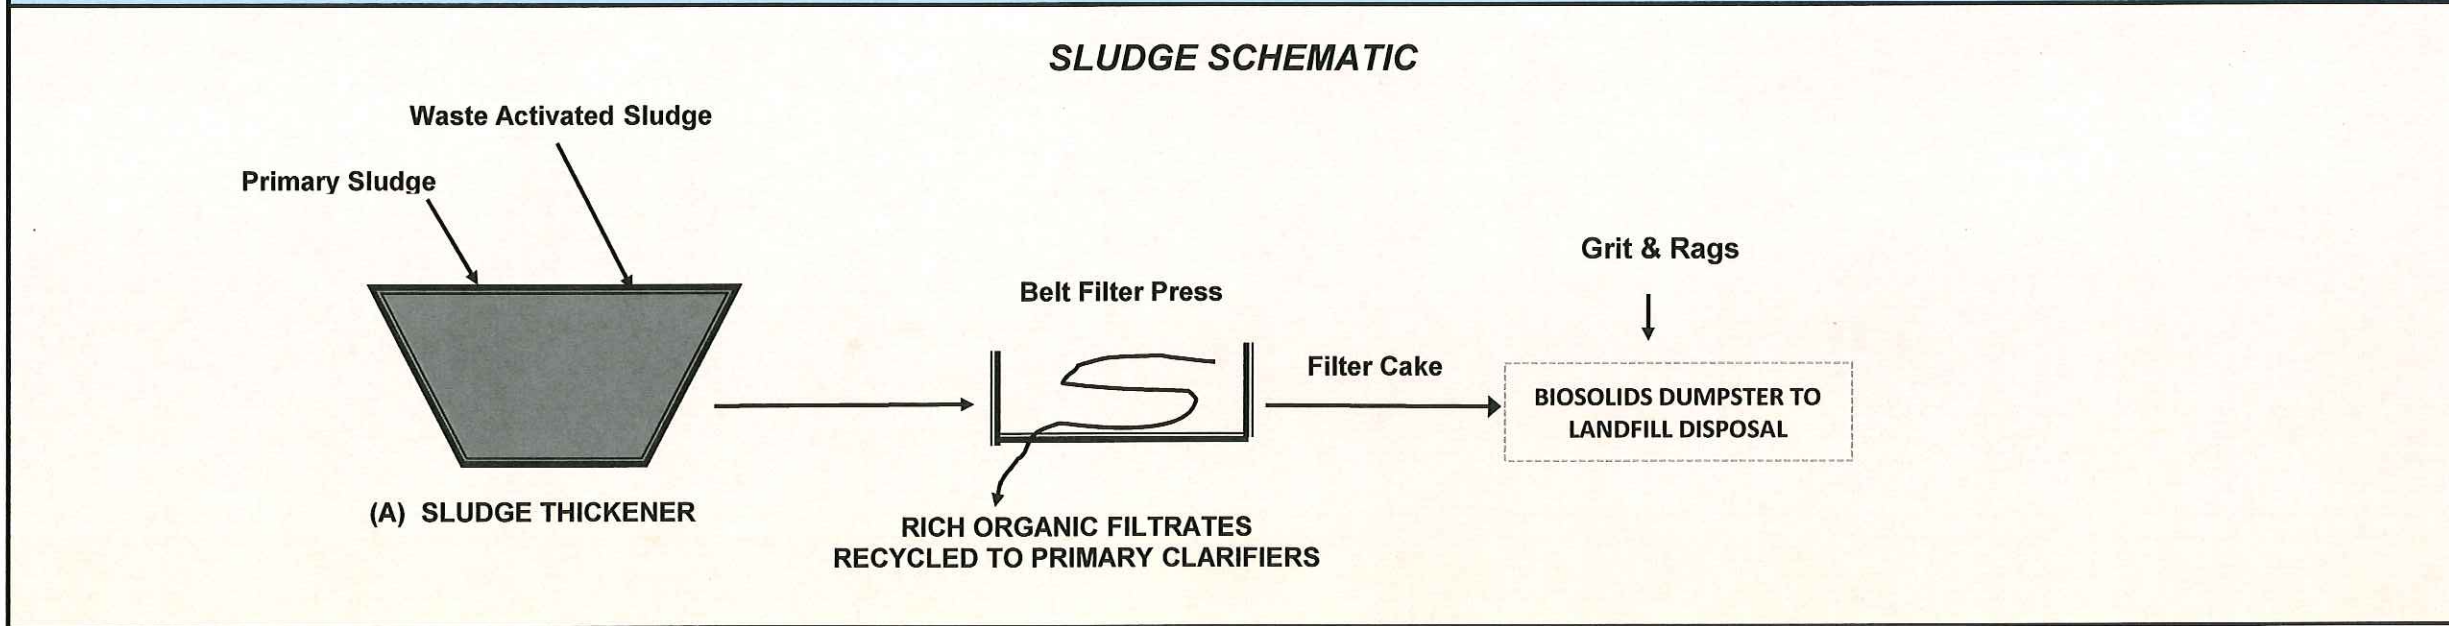 SLUDGE SCHEMATIC
Waste Activated Sludge
Primary Sludge
Grit & Rags
Belt Filter Press
Filter Cake
BIOSOLIDS DUMPSTER TO
LANDFILL DISPOSAL
(A) SLUDGE THICKENER
RICH ORGANIC FILTRATES
RECYCLED TO PRIMARY CLARIFIERS